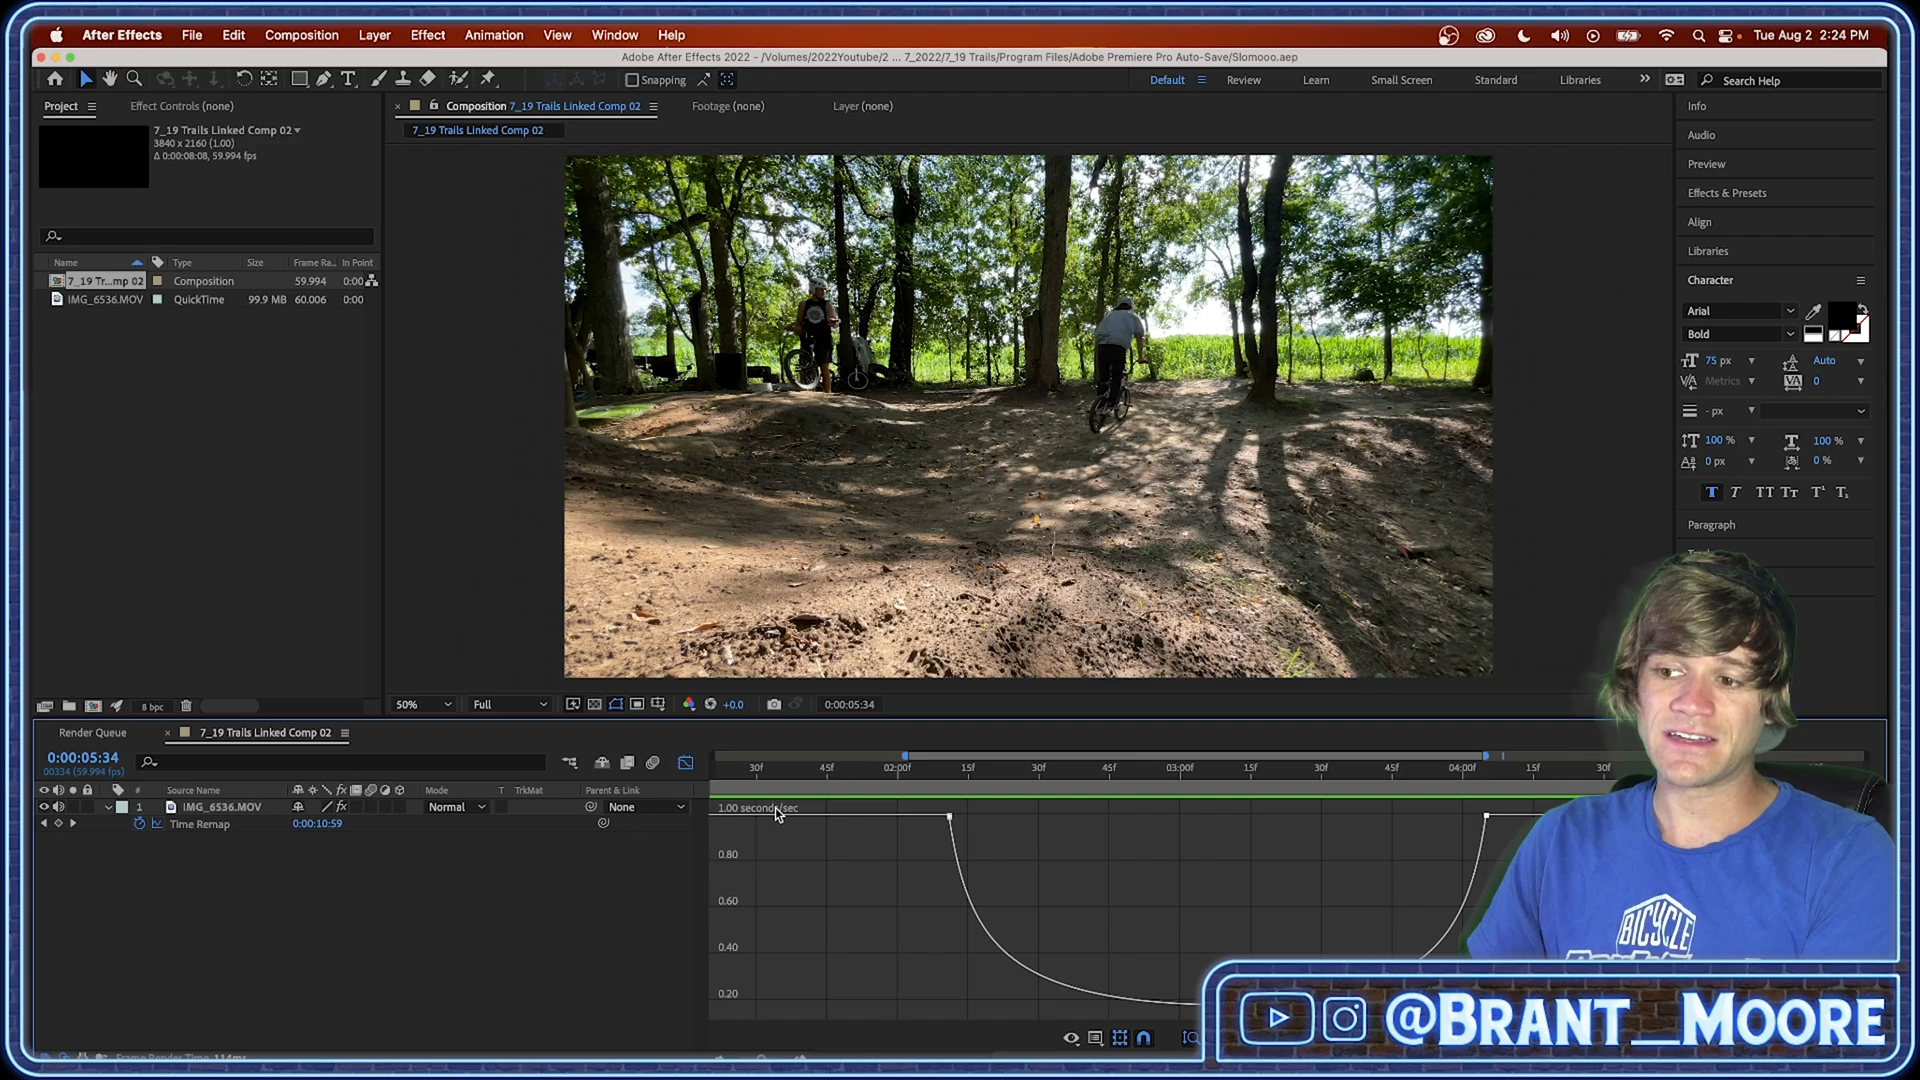 After Effects File Edit Composition Layer Effect Animation View Window Help Tue Aug 2 2:24 PM
Adobe After Effects 2022 - /Volumes/2022Youtube/2 ... 7_2022/7_19 Trails/Program Files/Adobe Premiere Pro Auto-Save/Slomooo.aep
Snapping Default Review Learn Small Screen Standard Libraries Search Help
Project Effect Controls (none) Composition 7_19 Trails Linked Comp 02 Footage (none) Layer (none) Info
7_19 Trails Linked Comp 02
3840 x 2160 (1.00)
Δ 0:00:08:08, 59.994 fps
7_19 Trails Linked Comp 02
Audio
Preview
Effects & Presets
Align
Libraries
Character
Arial
Bold
75 px Auto
Metrics 0
- px
100 % 100 %
0 px 0 %
T T TT Tr T¹ T₁
Paragraph
Name Type Size Frame Ra... In Point
7_19 Tr...mp 02 Composition 59.994 0:00
IMG_6536.MOV QuickTime 99.9 MB 60.006 0:00
8 bpc 50% Full +0.0 0:00:05:34
Render Queue 7_19 Trails Linked Comp 02
0:00:05:34
00334 (59.994 fps)
30f 45f 02:00f 15f 30f 45f 03:00f 15f 30f 45f 04:00f 15f 30f
# Source Name Mode T TrkMat Parent & Link
1 IMG_6536.MOV Normal None
Time Remap 0:00:10:59
1.00 seconds/sec
0.80
0.60
0.40
0.20
Frame Render Time 114ms
BICYCLE
@BRANT_MOORE